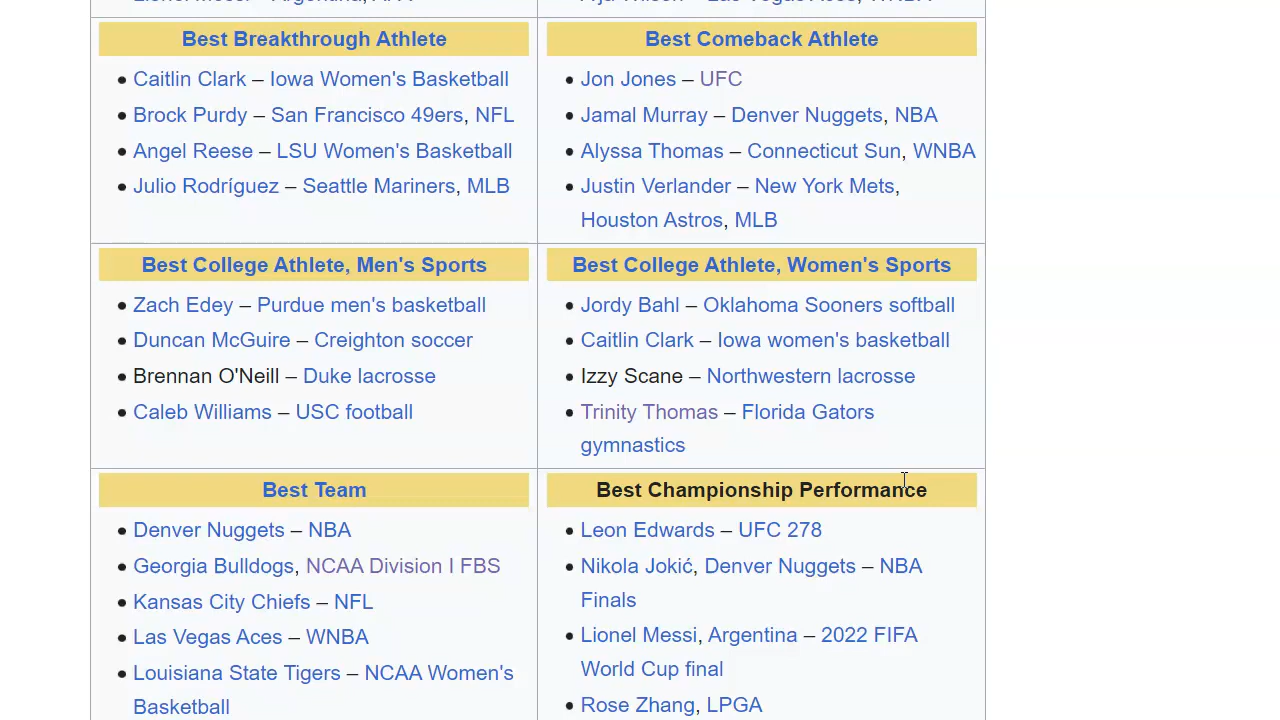 Best Breakthrough Athlete
Caitlin Clark – Iowa Women's Basketball
Brock Purdy – San Francisco 49ers, NFL
Angel Reese – LSU Women's Basketball
Julio Rodríguez – Seattle Mariners, MLB
Best Comeback Athlete
Jon Jones – UFC
Jamal Murray – Denver Nuggets, NBA
Alyssa Thomas – Connecticut Sun, WNBA
Justin Verlander – New York Mets,
Houston Astros, MLB
Best College Athlete, Men's Sports
Zach Edey – Purdue men's basketball
Duncan McGuire – Creighton soccer
Brennan O'Neill – Duke lacrosse
Caleb Williams – USC football
Best College Athlete, Women's Sports
Jordy Bahl – Oklahoma Sooners softball
Caitlin Clark – Iowa women's basketball
Izzy Scane – Northwestern lacrosse
Trinity Thomas – Florida Gators
gymnastics
Best Team
Denver Nuggets – NBA
Georgia Bulldogs, NCAA Division I FBS
Kansas City Chiefs – NFL
Las Vegas Aces – WNBA
Louisiana State Tigers – NCAA Women's
Basketball
Best Championship Performance
Leon Edwards – UFC 278
Nikola Jokić, Denver Nuggets – NBA
Finals
Lionel Messi, Argentina – 2022 FIFA
World Cup final
Rose Zhang, LPGA